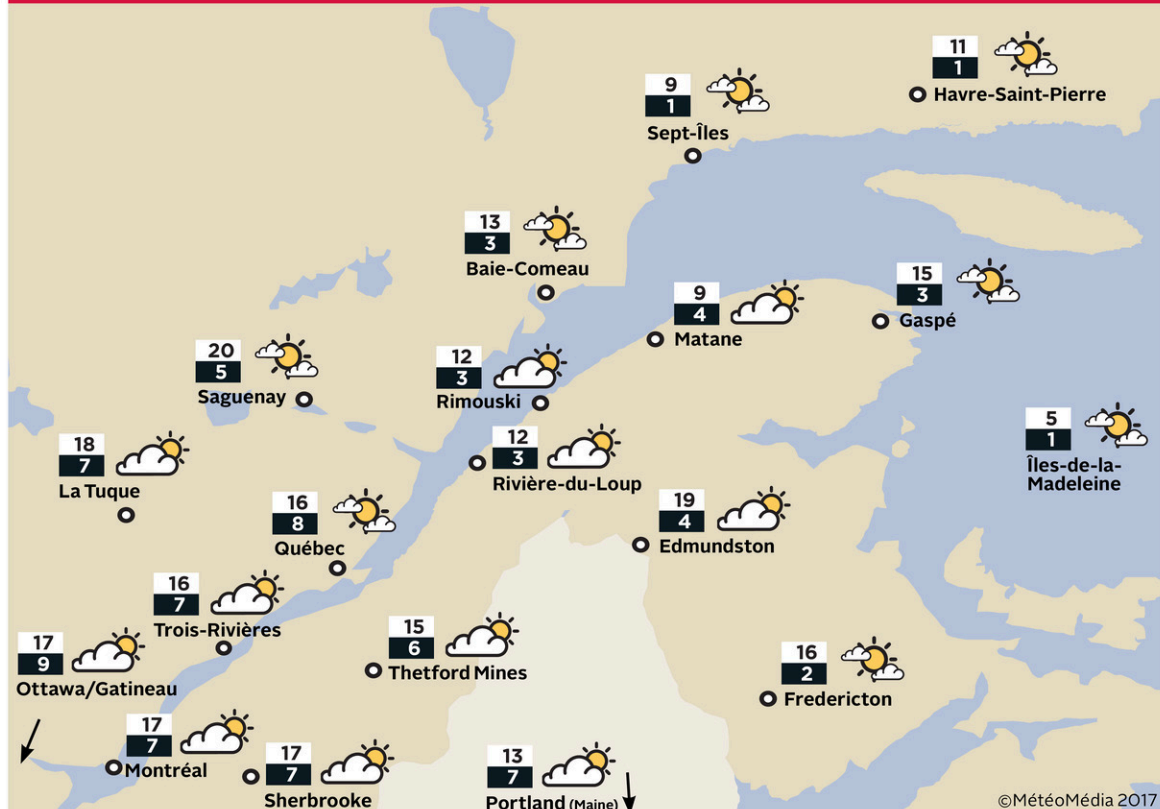 11
1
Havre-Saint-Pierre
9
1
Sept-Îles
13
3
Baie-Comeau
15
3
Gaspé
9
4
Matane
20
5
Saguenay
12
3
Rimouski
5
1
Îles-de-la-
Madeleine
18
7
La Tuque
12
3
Rivière-du-Loup
16
8
Québec
19
4
Edmundston
16
7
Trois-Rivières
15
6
Thetford Mines
17
9
Ottawa/Gatineau
16
2
Fredericton
17
7
Montréal
17
7
Sherbrooke
13
7
Portland (Maine)
©MétéoMédia 2017